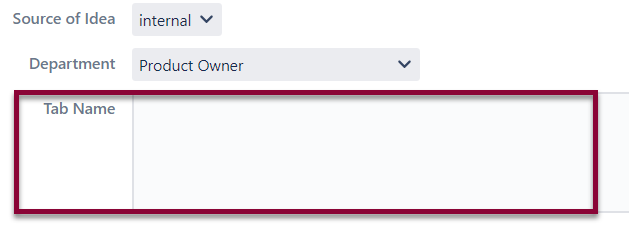 Source of Idea internal
Department Product Owner
Tab Name